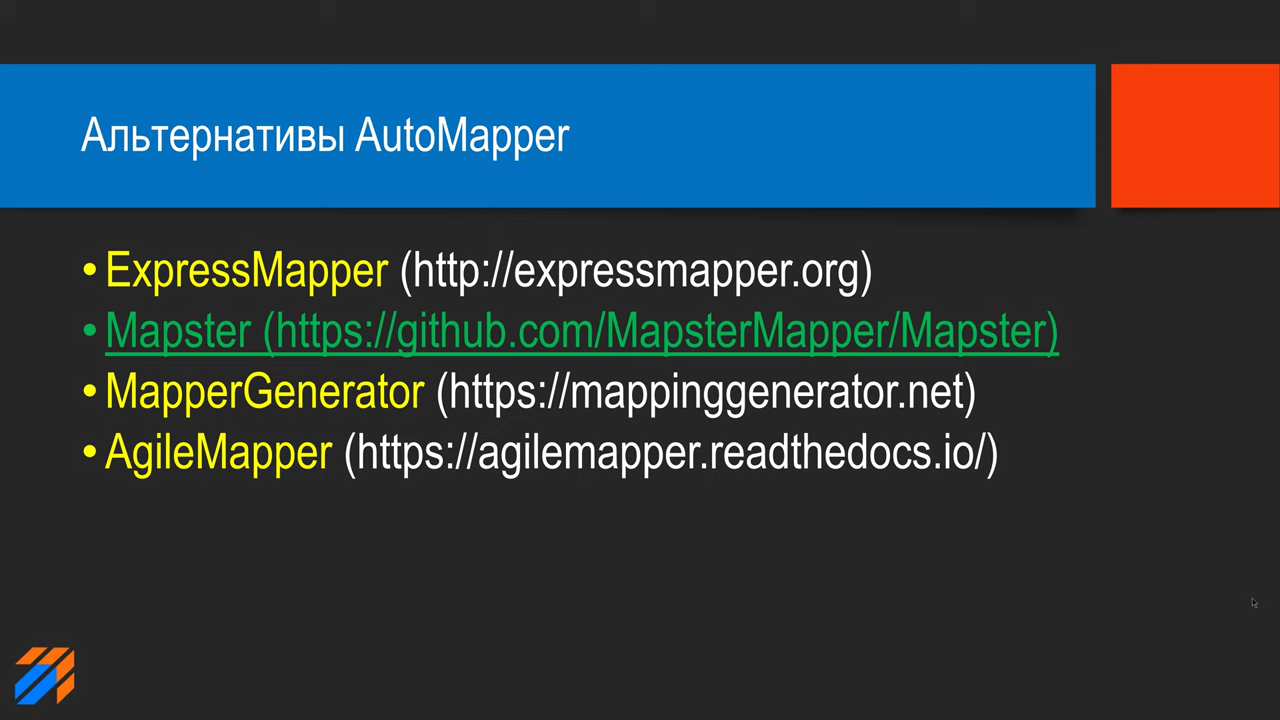 Альтернативы AutoMapper
•ExpressMapper (http://expressmapper.org)
•Mapster (https://github.com/MapsterMapper/Mapster)
•MapperGenerator (https://mappinggenerator.net)
•AgileMapper (https://agilemapper.readthedocs.io/)